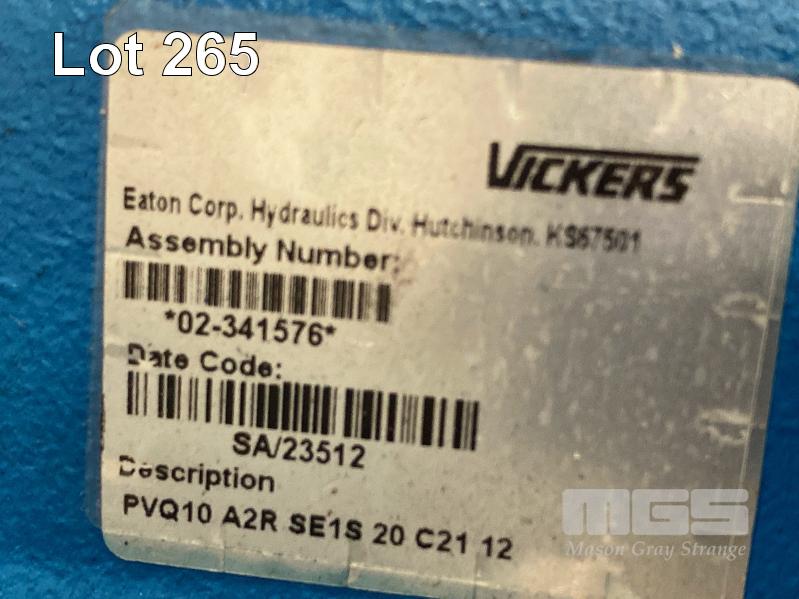 Lot 265
VICKERS
Eaton Corp. Hydraulics Div. Hutchinson. KS67501
Assembly Number:
*02-341576*
Date Code:
SA/23512
Description
PVQ10 A2R SE1S 20 C21 12
MGS
Mason Gray Strange